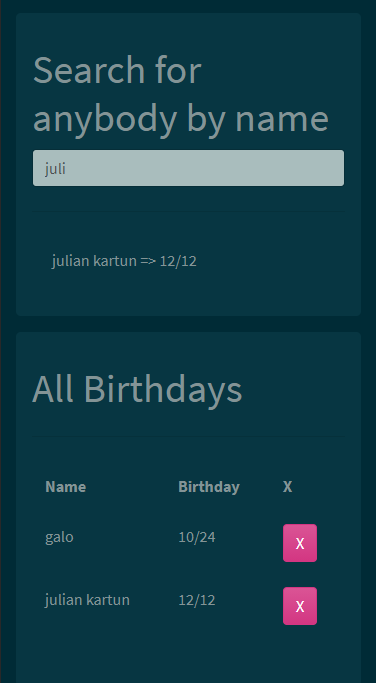 Search for
anybody by name
juli
julian kartun => 12/12
All Birthdays
Name Birthday X
galo 10/24 X
julian kartun 12/12 X